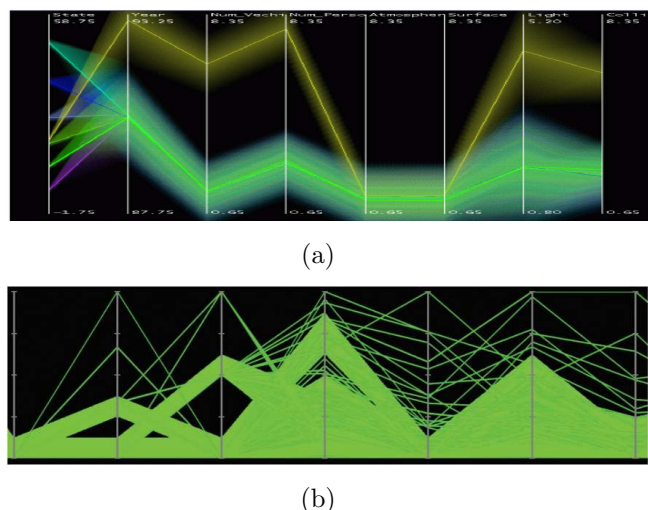 State Year Num_Vechi Num_Perso Atmospher Surface Light Colli
58.75 93.25 8.35 8.35 8.35 8.35 5.20 8.35
-1.75 87.75 0.65 0.65 0.65 0.65 0.80 0.65
(a)
(b)